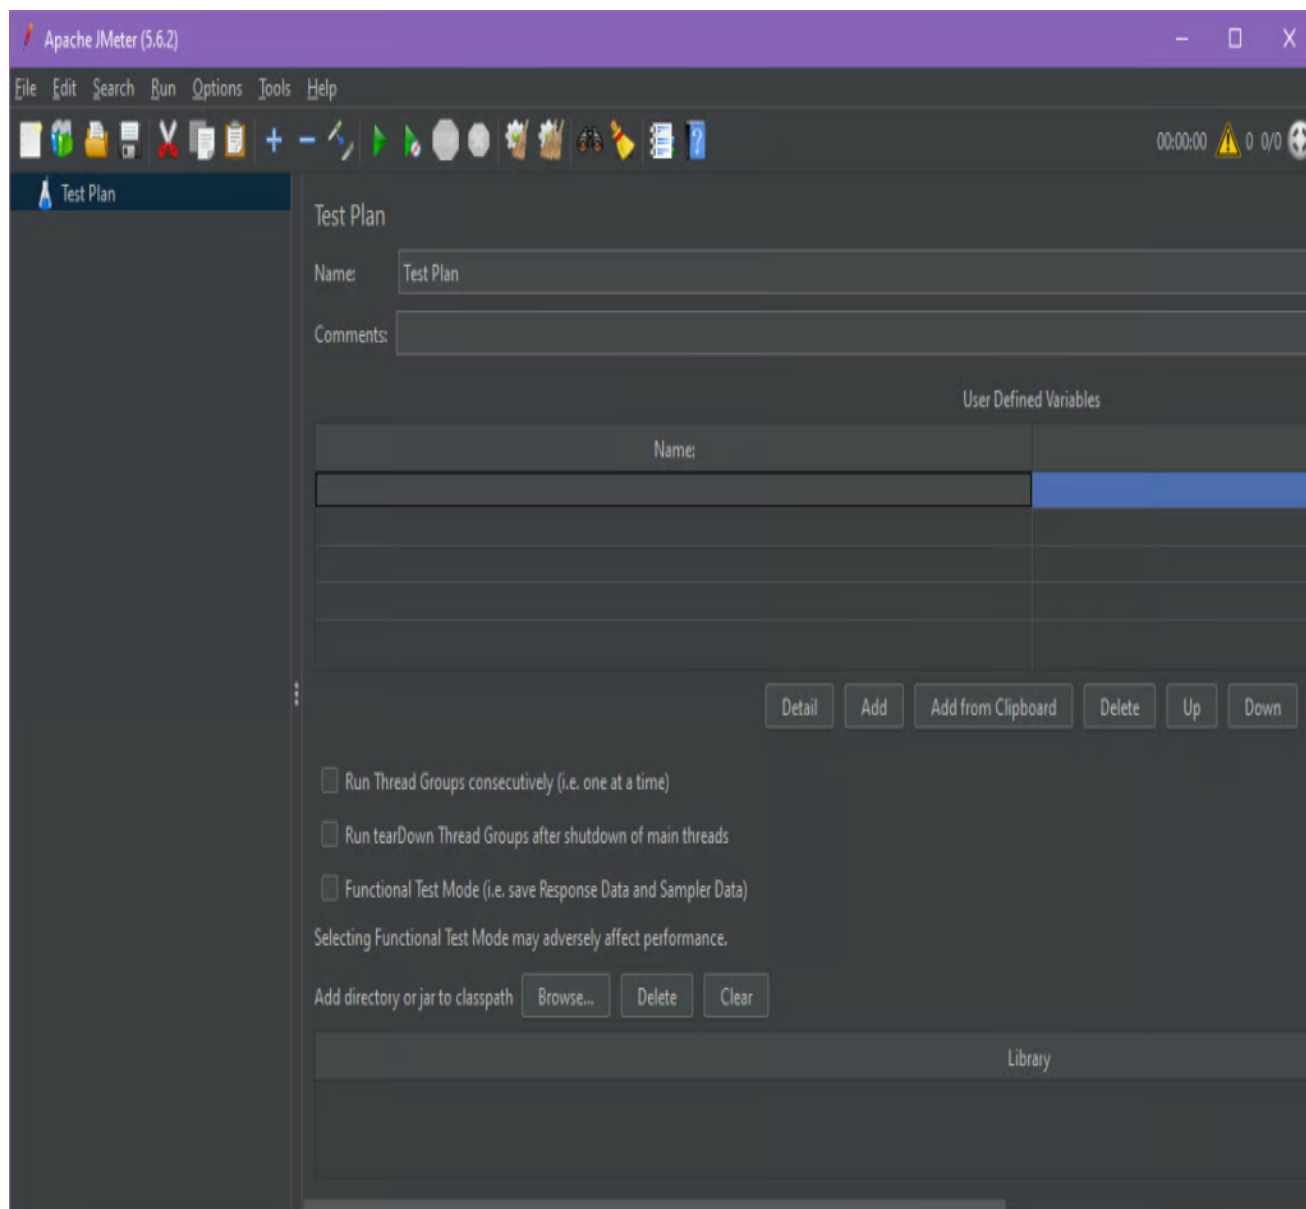 Apache JMeter (5.6.2)
File Edit Search Run Options Tools Help
00:00:00 0 0/0
Test Plan
Test Plan
Name: Test Plan
Comments:
User Defined Variables
Name:
Detail Add Add from Clipboard Delete Up Down
Run Thread Groups consecutively (i.e. one at a time)
Run tearDown Thread Groups after shutdown of main threads
Functional Test Mode (i.e. save Response Data and Sampler Data)
Selecting Functional Test Mode may adversely affect performance.
Add directory or jar to classpath Browse... Delete Clear
Library